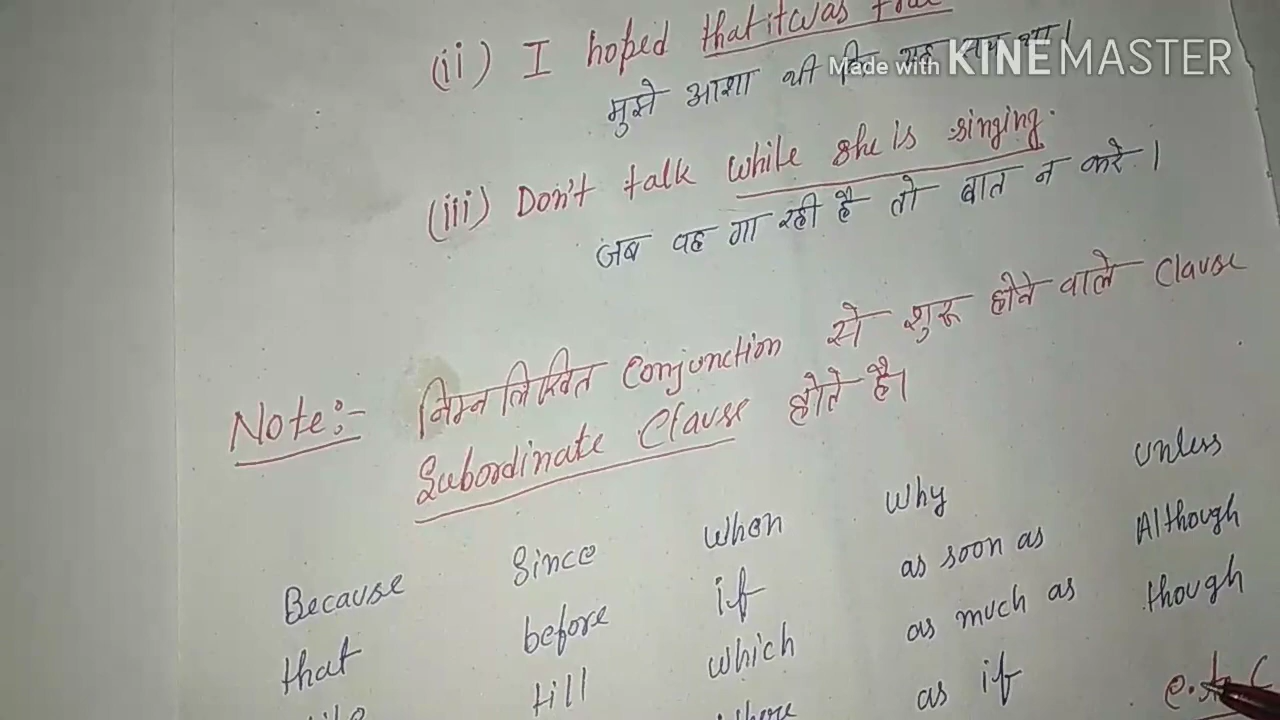 (ii) I hoped that it was
Made with KINEMASTER
मुझे आशा थी कि यह था।
(iii) Don't talk while she is singing.
जब वह गा रही है तो बात न करे।
Note:- निम्नलिखित Conjunction से शुरू होने वाले Clause
Subordinate Clause होते है।
Because Since when why unless
that before if as soon as Although
till which as much as though
as if e.t.c